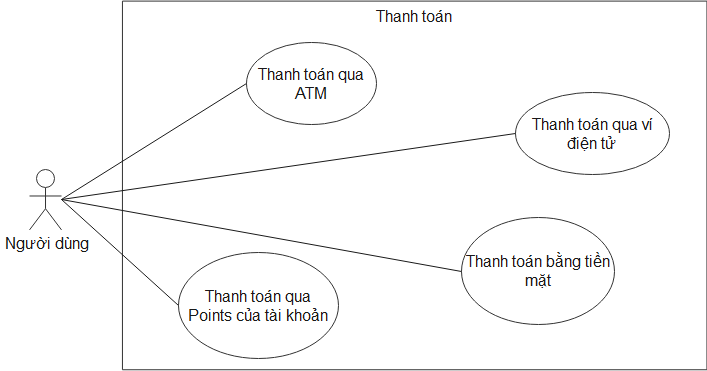 Thanh toán
Thanh toán qua
ATM
Thanh toán qua ví
điện tử
Người dùng
Thanh toán bằng tiền
mặt
Thanh toán qua
Points của tài khoản